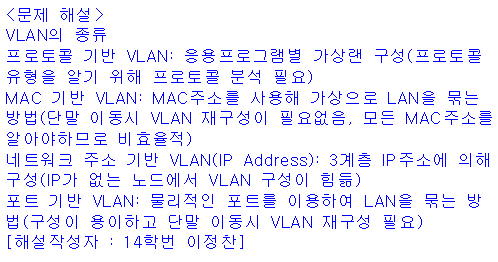 <문제 해설>
VLAN의 종류
프로토콜 기반 VLAN: 응용프로그램별 가상랜 구성(프로토콜
유형을 알기 위해 프로토콜 분석 필요)
MAC 기반 VLAN: MAC주소를 사용해 가상으로 LAN을 묶는
방법(단말 이동시 VLAN 재구성이 필요없음, 모든 MAC주소를
알아야하므로 비효율적)
네트워크 주소 기반 VLAN(IP Address): 3계층 IP주소에 의해
구성(IP가 없는 노드에서 VLAN 구성이 힘듦)
포트 기반 VLAN: 물리적인 포트를 이용하여 LAN을 묶는 방
법(구성이 용이하고 단말 이동시 VLAN 재구성 필요)
[해설작성자 : 14학번 이정찬]